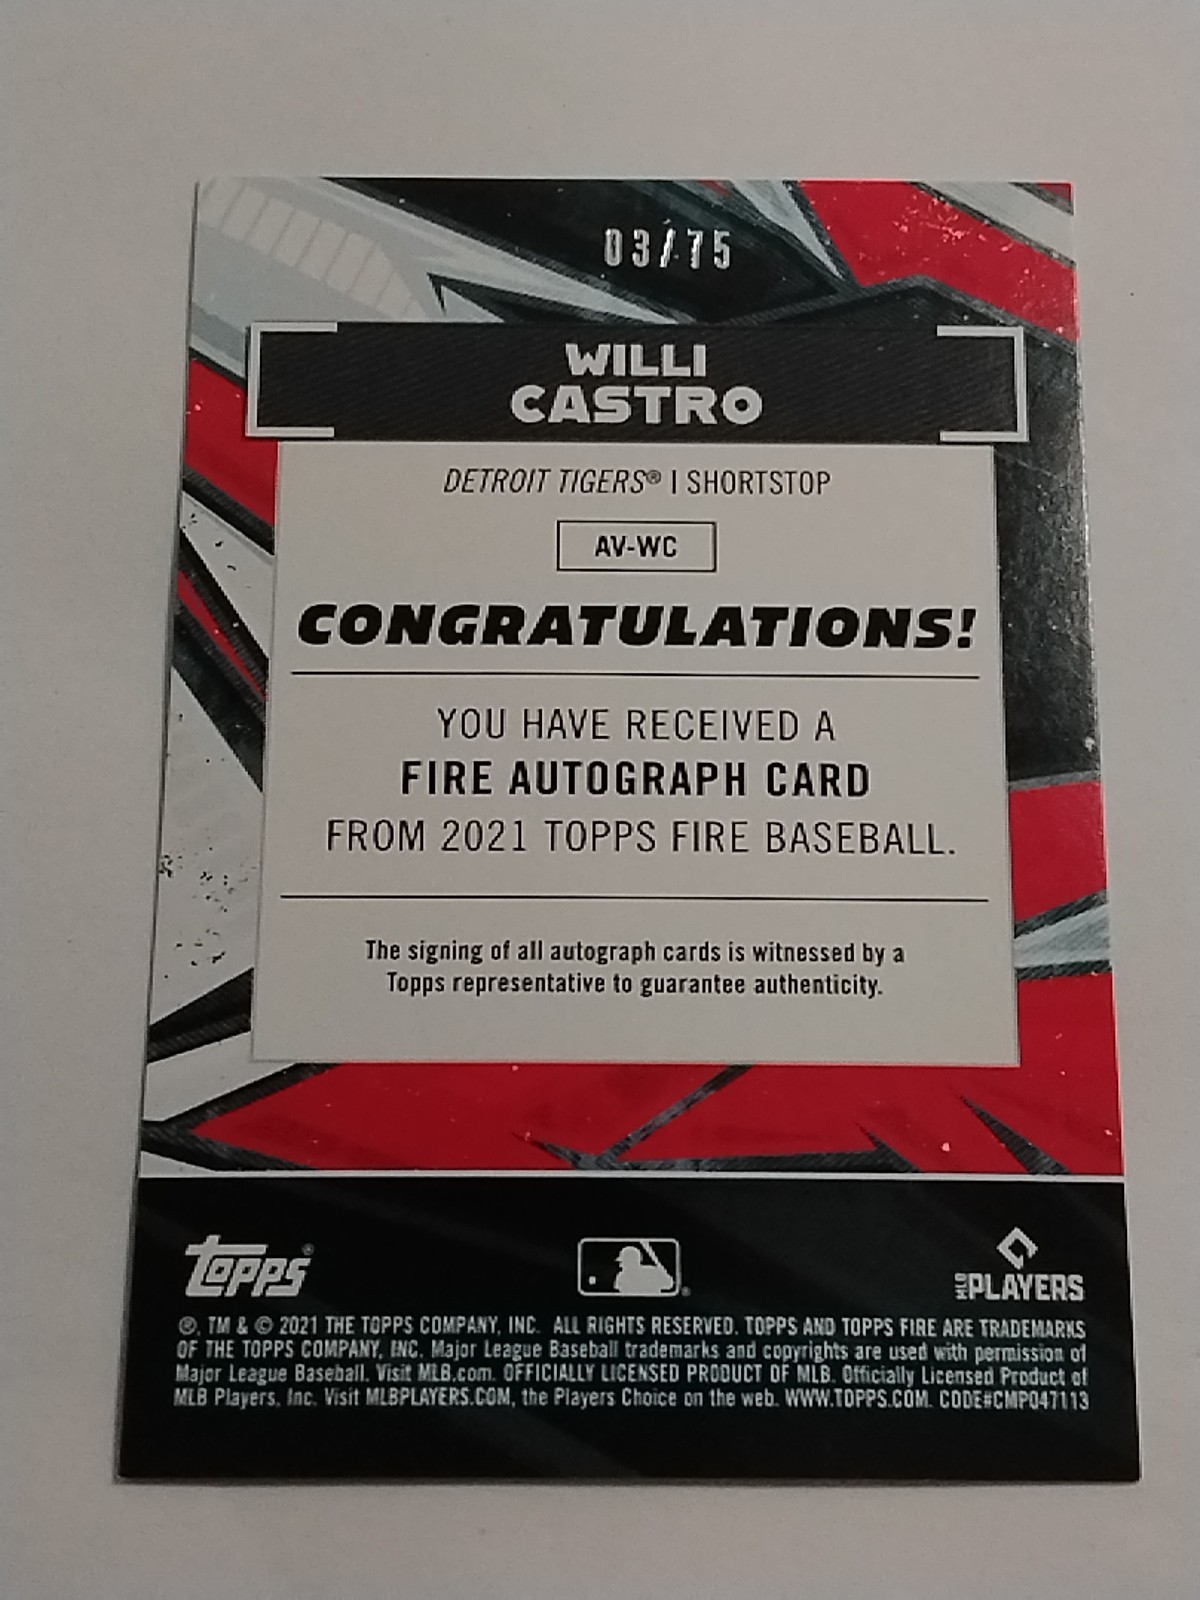 03/75
WILLI
CASTRO
DETROIT TIGERS® | SHORTSTOP
AV-WC
CONGRATULATIONS!
YOU HAVE RECEIVED A
FIRE AUTOGRAPH CARD
FROM 2021 TOPPS FIRE BASEBALL.
The signing of all autograph cards is witnessed by a
Topps representative to guarantee authenticity.
Topps®
®
MLB PLAYERS
®, TM & © 2021 THE TOPPS COMPANY, INC. ALL RIGHTS RESERVED. TOPPS AND TOPPS FIRE ARE TRADEMARKS
OF THE TOPPS COMPANY, INC. Major League Baseball trademarks and copyrights are used with permission of
Major League Baseball. Visit MLB.com. OFFICIALLY LICENSED PRODUCT OF MLB. Officially Licensed Product of
MLB Players, Inc. Visit MLBPLAYERS.COM, the Players Choice on the web. WWW.TOPPS.COM. CODE#CMP047113